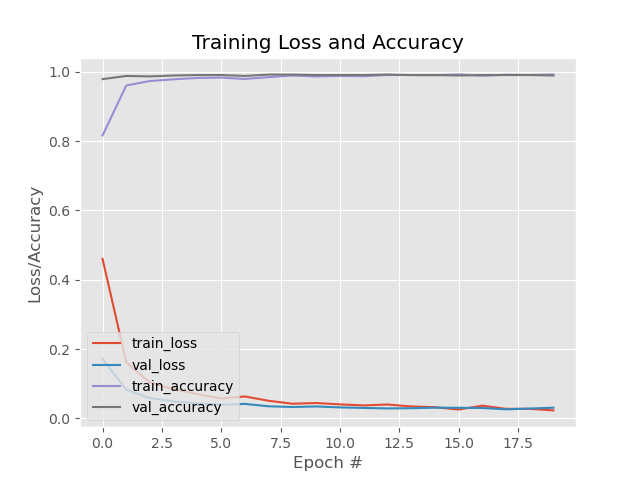 Training Loss and Accuracy
1.0
0.8
0.6
0.4
0.2
0.0
Loss/Accuracy
train_loss
val_loss
train_accuracy
val_accuracy
0.0 2.5 5.0 7.5 10.0 12.5 15.0 17.5
Epoch #